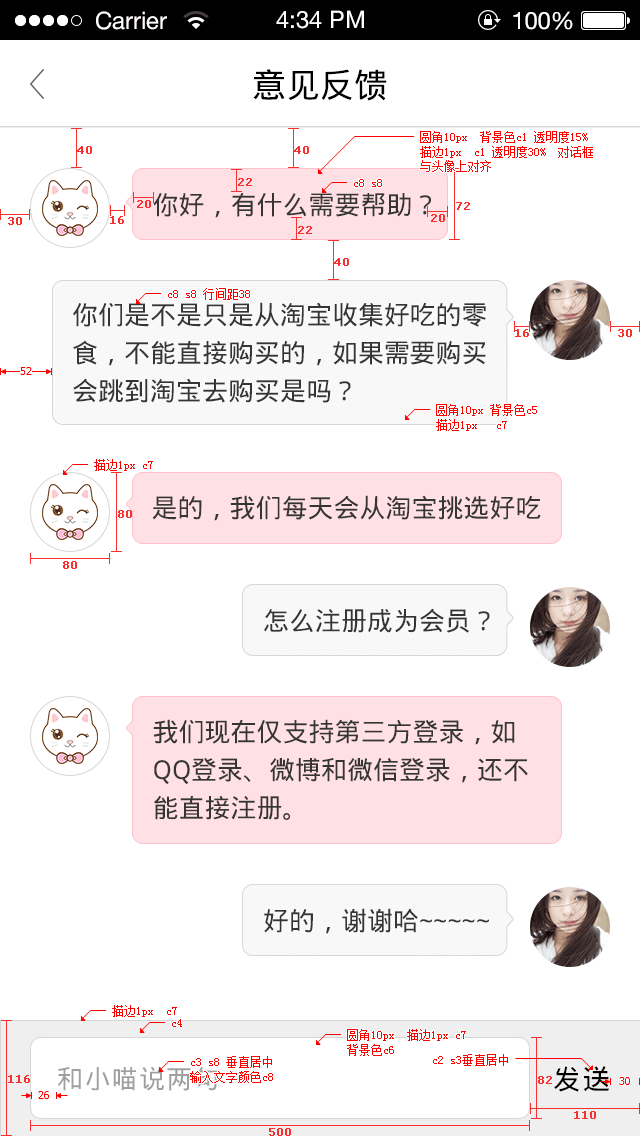 Carrier 4:34 PM 100%
意见反馈
圆角10px 背景色c1 透明度15%
描边1px c1 透明度30% 对话框
与头像上对齐
40
40
22
c8 s8
你好，有什么需要帮助？
20
20
72
30
16
22
40
c8 s8 行间距38
你们是不是只是从淘宝收集好吃的零
食，不能直接购买的，如果需要购买
会跳到淘宝去购买是吗？
16
30
52
圆角10px 背景色c5
描边1px c7
描边1px c7
80
是的，我们每天会从淘宝挑选好吃
80
怎么注册成为会员？
我们现在仅支持第三方登录，如
QQ登录、微博和微信登录，还不
能直接注册。
好的，谢谢哈~~~~~
描边1px c7
c4
圆角10px 描边1px c7
背景色c6
c3 s8 垂直居中
输入文字颜色c8
c2 s3垂直居中
和小喵说两句
发送
116
26
82
30
110
500